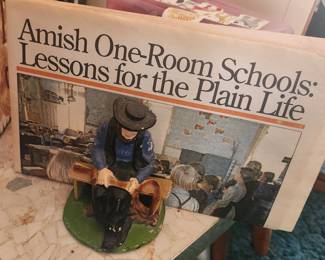 Amish One-Room Schools:
Lessons for the Plain Life